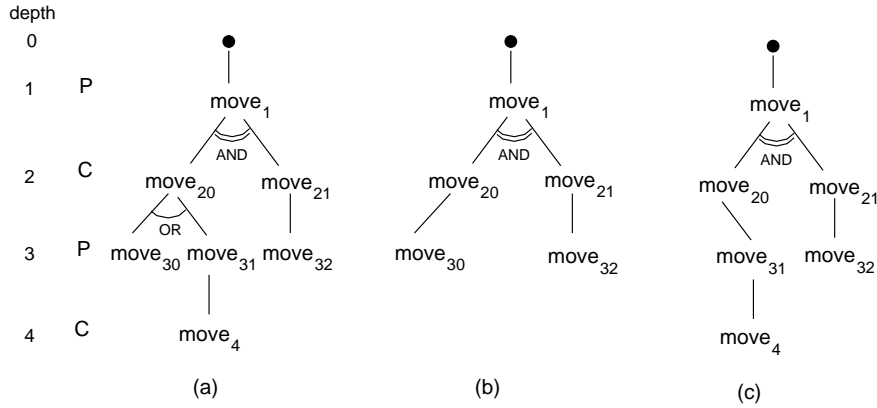 depth
0
1 P move1 move1 move1
AND AND AND
2 C move20 move21 move20 move21 move20 move21
OR
3 P move30 move31 move32 move30 move32 move31 move32
4 C move4 move4
(a) (b) (c)